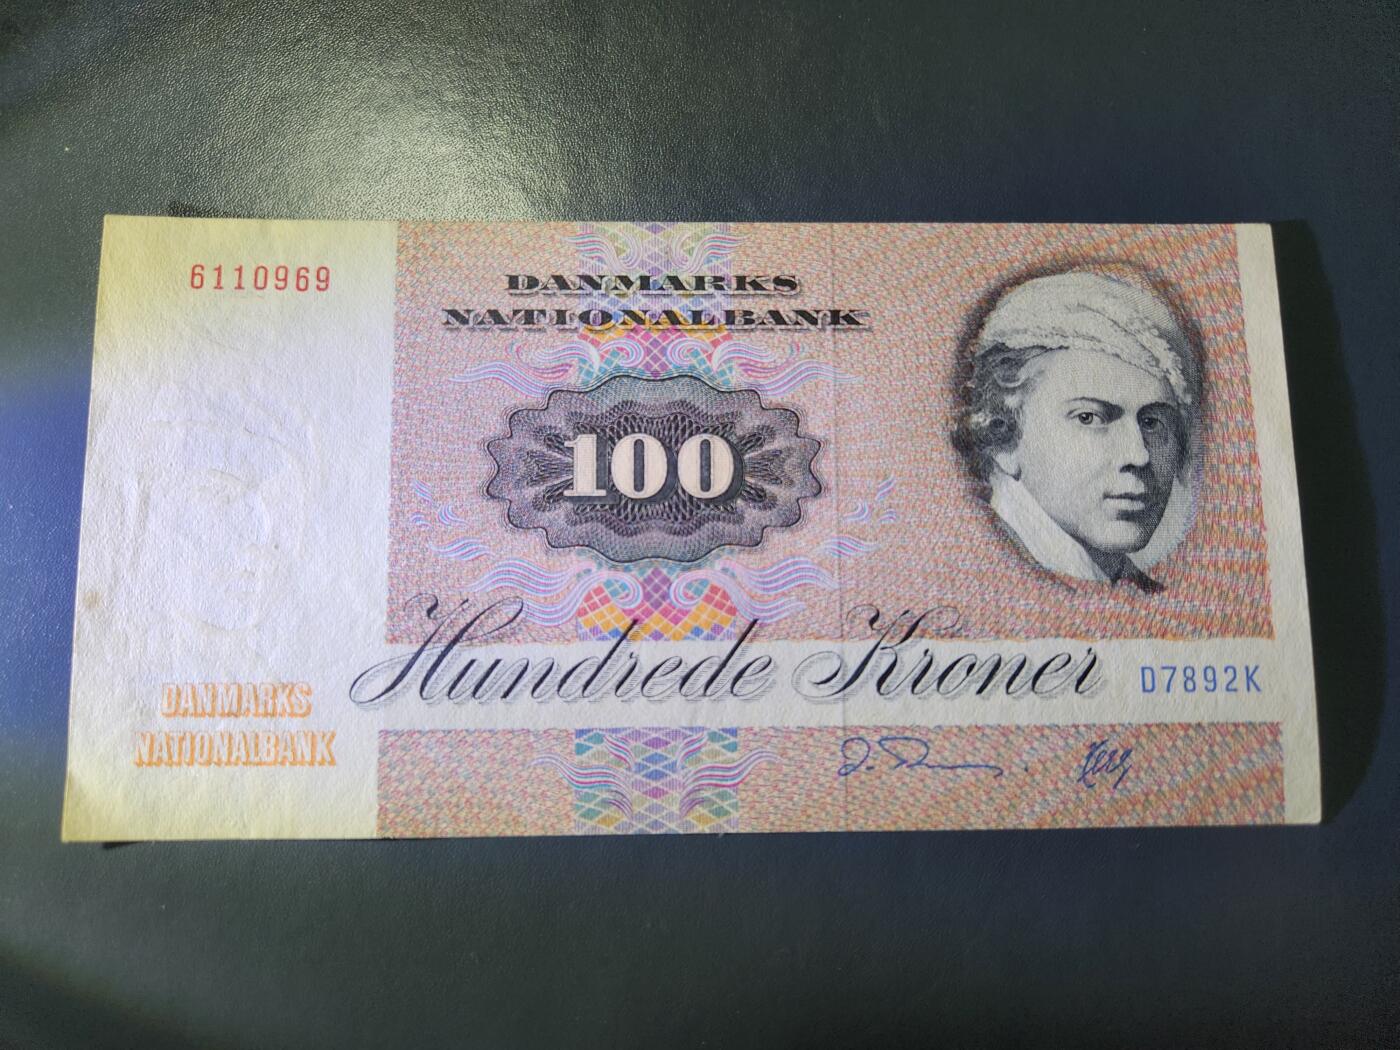 6110969
DANMARKS
NATIONALBANK
100
Hundrede Kroner
D7892K
DANMARKS
NATIONALBANK